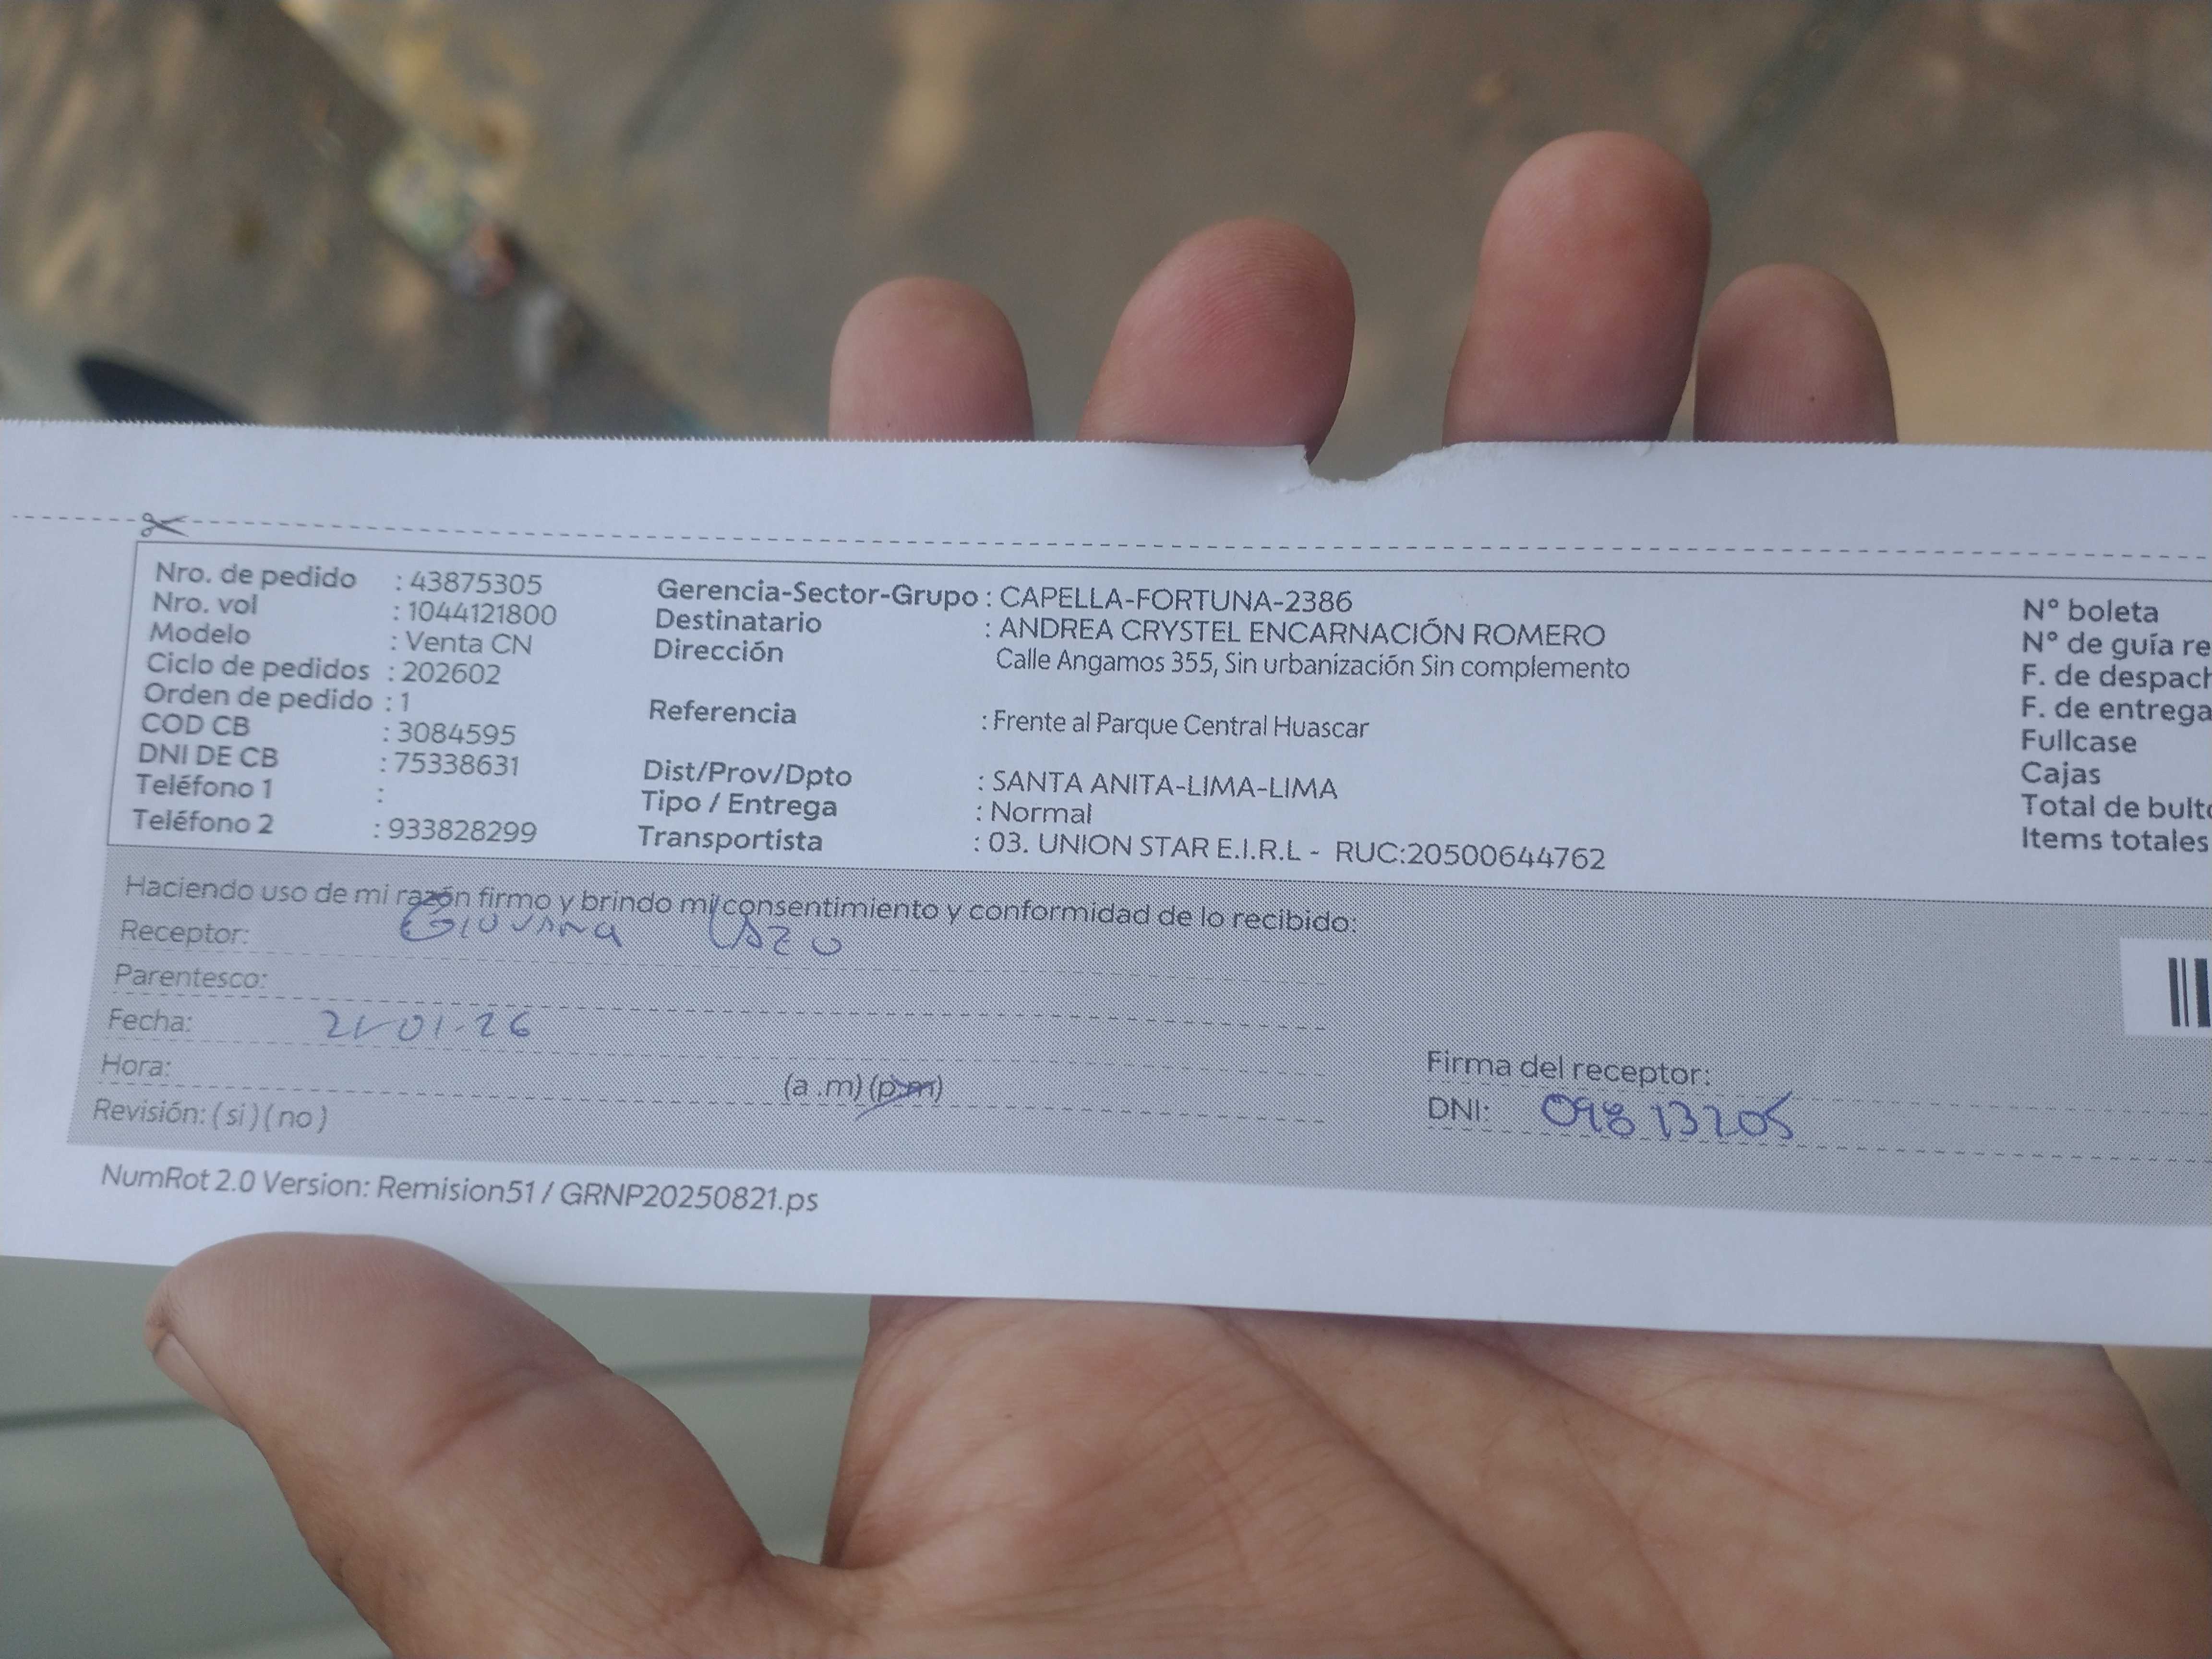 Nro. de pedido : 43875305
Nro. vol : 1044121800
Modelo : Venta CN
Ciclo de pedidos : 202602
Orden de pedido : 1
COD CB : 3084595
DNI DE CB : 75338631
Teléfono 1 :
Teléfono 2 : 933828299
Gerencia-Sector-Grupo : CAPELLA-FORTUNA-2386
Destinatario : ANDREA CRYSTEL ENCARNACIÓN ROMERO
Dirección Calle Angamos 355, Sin urbanización Sin complemento
Referencia : Frente al Parque Central Huascar
Dist/Prov/Dpto : SANTA ANITA-LIMA-LIMA
Tipo / Entrega : Normal
Transportista : 03. UNION STAR E.I.R.L - RUC:20500644762
N° boleta
N° de guía re
F. de despach
F. de entrega
Fullcase
Cajas
Total de bulto
Items totales
Haciendo uso de mi razón firmo y brindo mi consentimiento y conformidad de lo recibido:
Receptor: Giovana
Parentesco:
Fecha: 21-01-26
Hora: (a .m) (p.m)
Revisión: ( si ) ( no )
Firma del receptor:
DNI: 09813205
NumRot 2.0 Version: Remision51 / GRNP20250821.ps